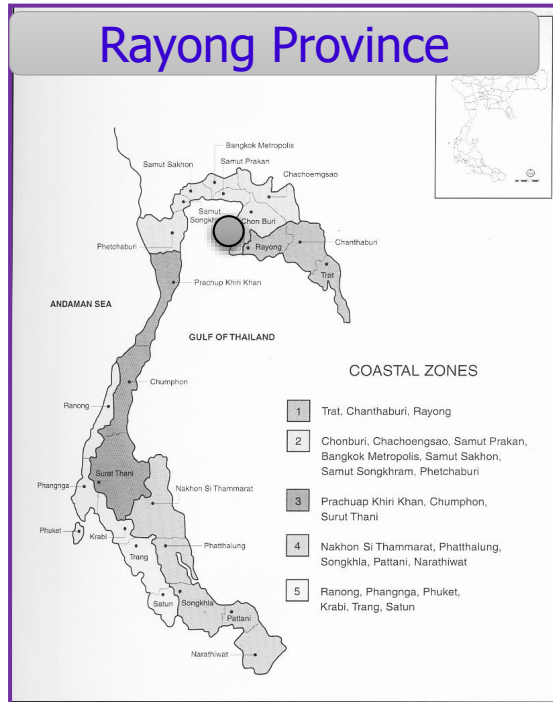 Rayong Province
Bangkok Metropolis
Samut Sakhon
Samut Prakan
Chachoemgsao
Samut
Songkh
Chon Buri
Phetchaburi
Rayong
Chanthaburi
Trat
Prachup Khiri Khan
ANDAMAN SEA
GULF OF THAILAND
Chumphon
Ranong
Surat Thani
Phangnga
Nakhon Si Thammarat
Phuket
Krabi
Phatthalung
Trang
Satun
Songkhla
Pattani
Narathiwat
COASTAL ZONES
1 Trat, Chanthaburi, Rayong
2 Chonburi, Chachoengsao, Samut Prakan,
Bangkok Metropolis, Samut Sakhon,
Samut Songkhram, Phetchaburi
3 Prachuap Khiri Khan, Chumphon,
Surut Thani
4 Nakhon Si Thammarat, Phatthalung,
Songkhla, Pattani, Narathiwat
5 Ranong, Phangnga, Phuket,
Krabi, Trang, Satun